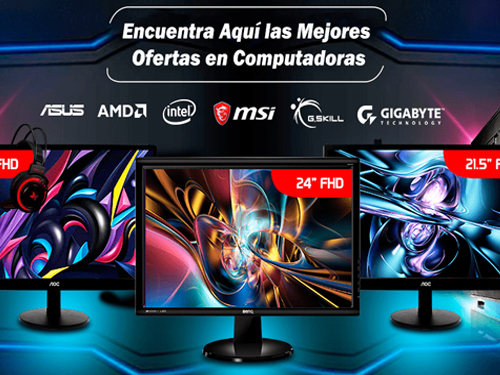 Encuentra Aquí las Mejores
Ofertas en Computadoras
ASUS AMD intel msi G.SKILL GIGABYTE™
TECHNOLOGY
FHD
24" FHD
21.5" F
AOC
BenQ
AOC